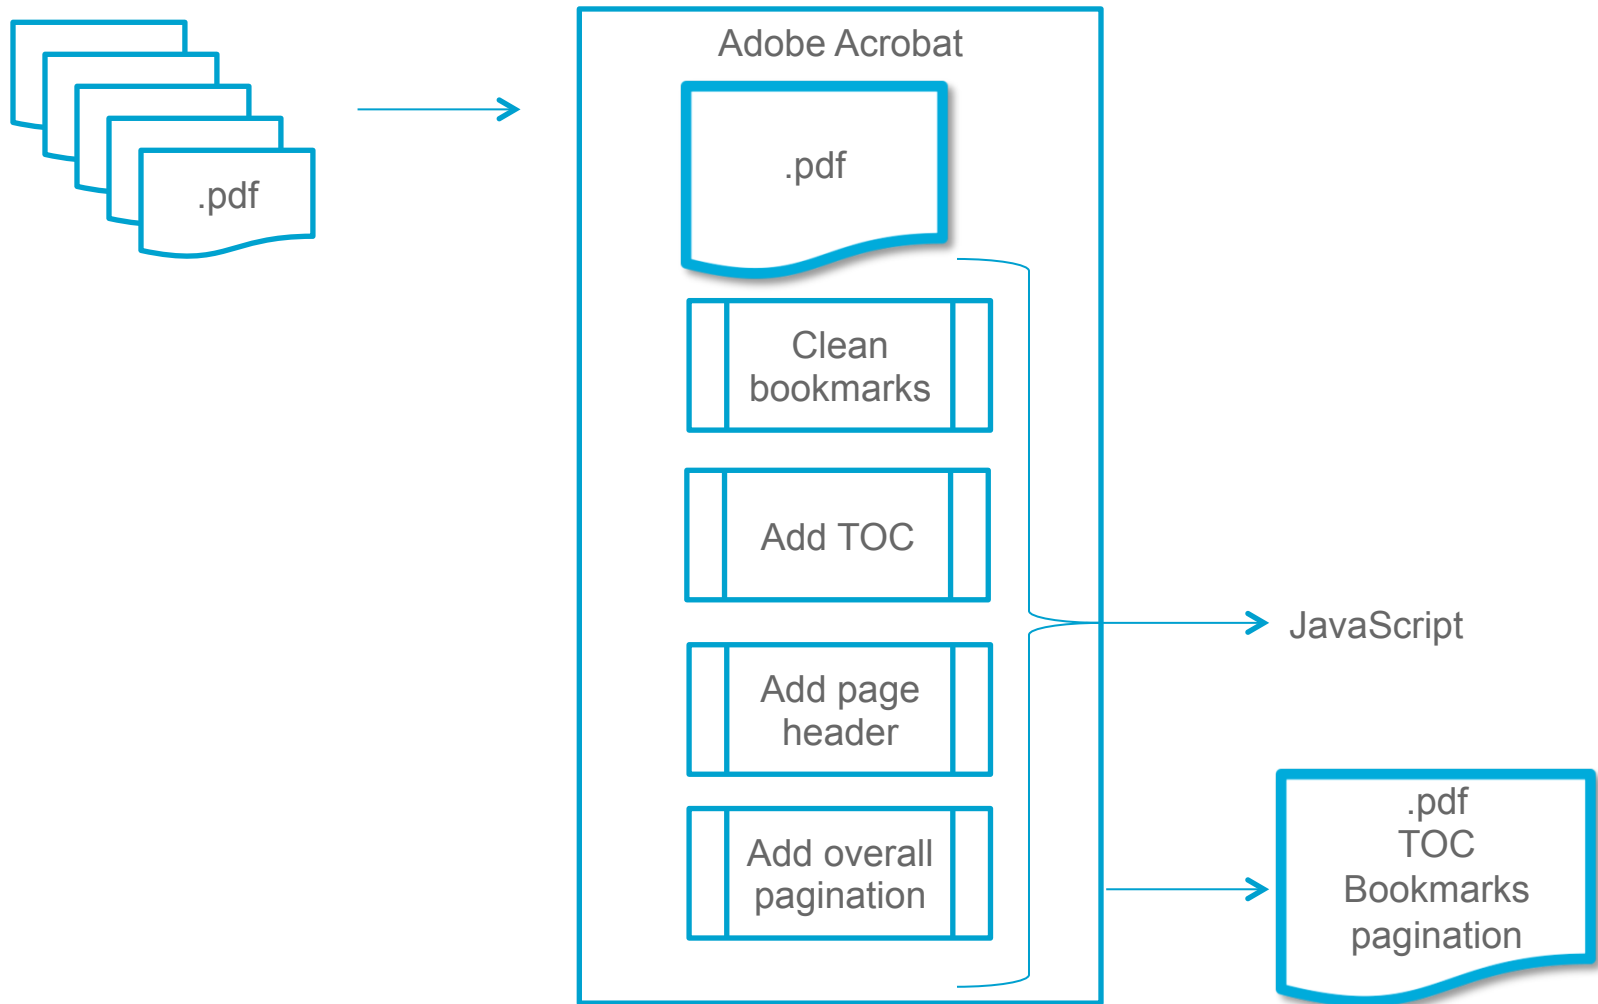 .pdf
Adobe Acrobat
.pdf
Clean
bookmarks
Add TOC
Add page
header
Add overall
pagination
JavaScript
.pdf
TOC
Bookmarks
pagination